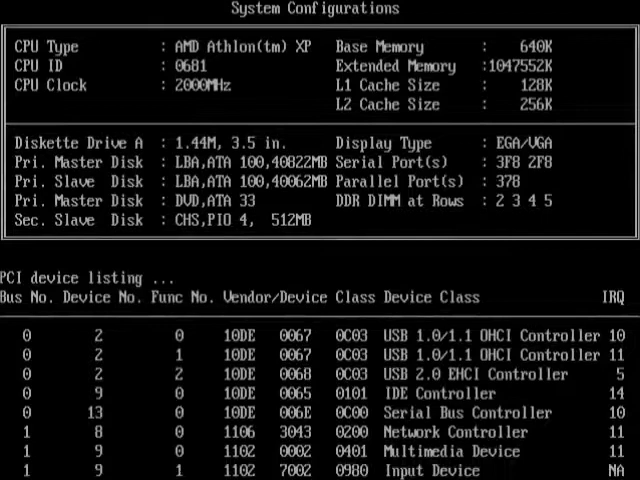 System Configurations
CPU Type : AMD Athlon(tm) XP Base Memory : 640K
CPU ID : 0681 Extended Memory :1047552K
CPU Clock : 2000MHz L1 Cache Size : 128K
L2 Cache Size : 256K
Diskette Drive A : 1.44M, 3.5 in. Display Type : EGA/VGA
Pri. Master Disk : LBA,ATA 100,40822MB Serial Port(s) : 3F8 2F8
Pri. Slave Disk : LBA,ATA 100,40062MB Parallel Port(s) : 378
Pri. Master Disk : DVD,ATA 33 DDR DIMM at Rows : 2 3 4 5
Sec. Slave Disk : CHS,PIO 4, 512MB
PCI device listing ...
Bus No. Device No. Func No. Vendor/Device Class Device Class IRQ
0 2 0 10DE 0067 0C03 USB 1.0/1.1 OHCI Controller 10
0 2 1 10DE 0067 0C03 USB 1.0/1.1 OHCI Controller 11
0 2 2 10DE 0068 0C03 USB 2.0 EHCI Controller 5
0 9 0 10DE 0065 0101 IDE Controller 14
0 13 0 10DE 006E 0C00 Serial Bus Controller 10
1 8 0 1106 3043 0200 Network Controller 11
1 9 0 1102 0002 0401 Multimedia Device 11
1 9 1 1102 7002 0980 Input Device NA